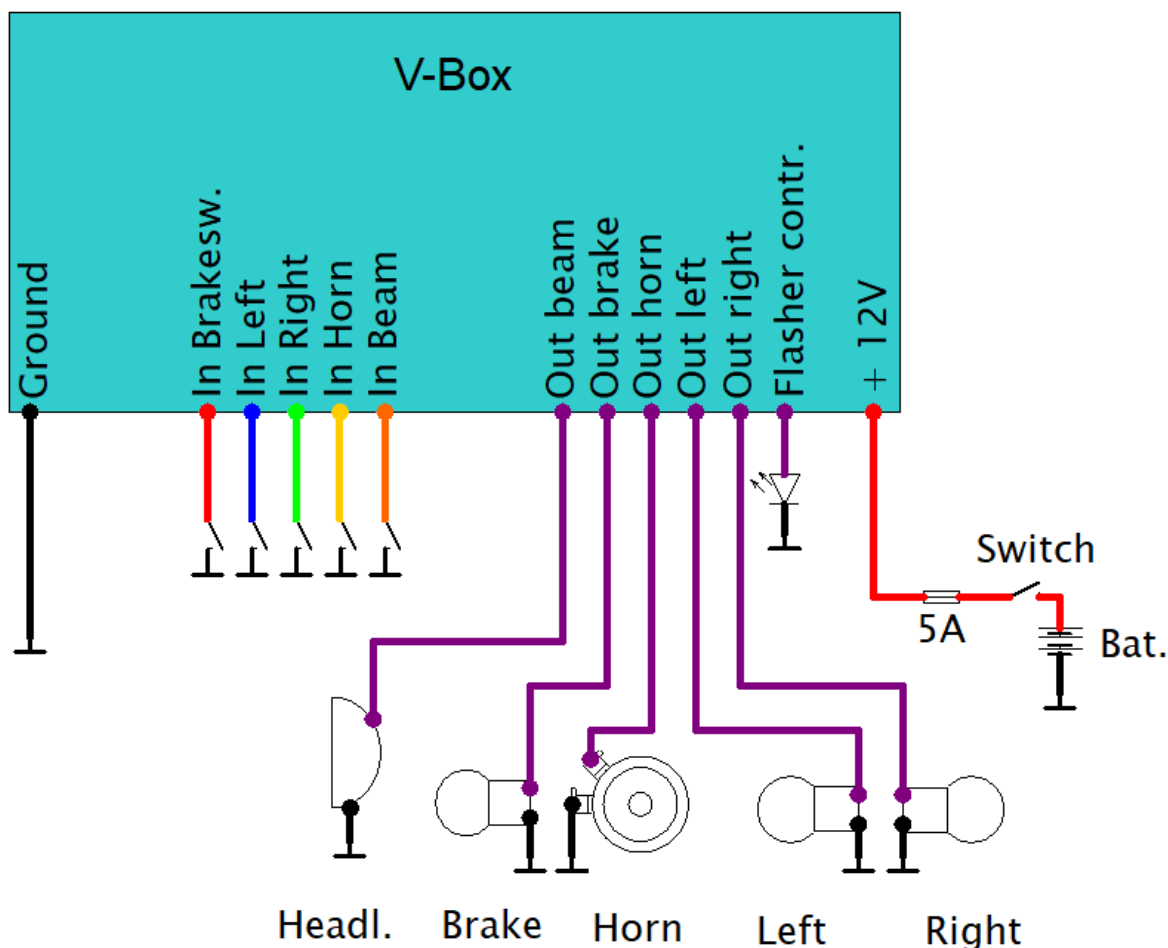 V-Box
Ground
In Brakesw.
In Left
In Right
In Horn
In Beam
Out beam
Out brake
Out horn
Out left
Out right
Flasher contr.
+ 12V
Switch
5A
Bat.
Headl.
Brake
Horn
Left
Right